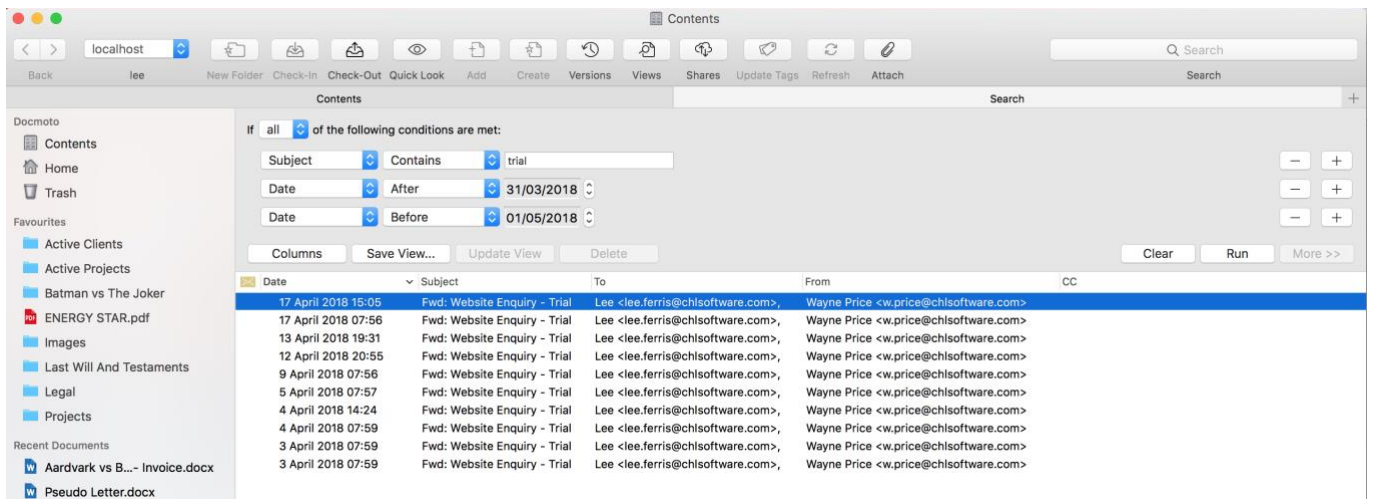 Contents
localhost
Back lee New Folder Check-In Check-Out Quick Look Add Create Versions Views Shares Update Tags Refresh Attach Search Search
Contents Search
Docmoto
Contents
Home
Trash
Favourites
Active Clients
Active Projects
Batman vs The Joker
PDF ENERGY STAR.pdf
Images
Last Will And Testaments
Legal
Projects
Recent Documents
W Aardvark vs B...- Invoice.docx
W Pseudo Letter.docx
If all of the following conditions are met:
Subject Contains trial
Date After 31/03/2018
Date Before 01/05/2018
Columns Save View... Update View Delete Clear Run More >>
Date Subject To From CC
17 April 2018 15:05 Fwd: Website Enquiry - Trial Lee <lee.ferris@chlsoftware.com>, Wayne Price <w.price@chlsoftware.com>
17 April 2018 07:56 Fwd: Website Enquiry - Trial Lee <lee.ferris@chlsoftware.com>, Wayne Price <w.price@chlsoftware.com>
13 April 2018 19:31 Fwd: Website Enquiry - Trial Lee <lee.ferris@chlsoftware.com>, Wayne Price <w.price@chlsoftware.com>
12 April 2018 20:55 Fwd: Website Enquiry - Trial Lee <lee.ferris@chlsoftware.com>, Wayne Price <w.price@chlsoftware.com>
9 April 2018 07:56 Fwd: Website Enquiry - Trial Lee <lee.ferris@chlsoftware.com>, Wayne Price <w.price@chlsoftware.com>
5 April 2018 07:57 Fwd: Website Enquiry - Trial Lee <lee.ferris@chlsoftware.com>, Wayne Price <w.price@chlsoftware.com>
4 April 2018 14:24 Fwd: Website Enquiry - Trial Lee <lee.ferris@chlsoftware.com>, Wayne Price <w.price@chlsoftware.com>
4 April 2018 07:59 Fwd: Website Enquiry - Trial Lee <lee.ferris@chlsoftware.com>, Wayne Price <w.price@chlsoftware.com>
3 April 2018 07:59 Fwd: Website Enquiry - Trial Lee <lee.ferris@chlsoftware.com>, Wayne Price <w.price@chlsoftware.com>
3 April 2018 07:59 Fwd: Website Enquiry - Trial Lee <lee.ferris@chlsoftware.com>, Wayne Price <w.price@chlsoftware.com>